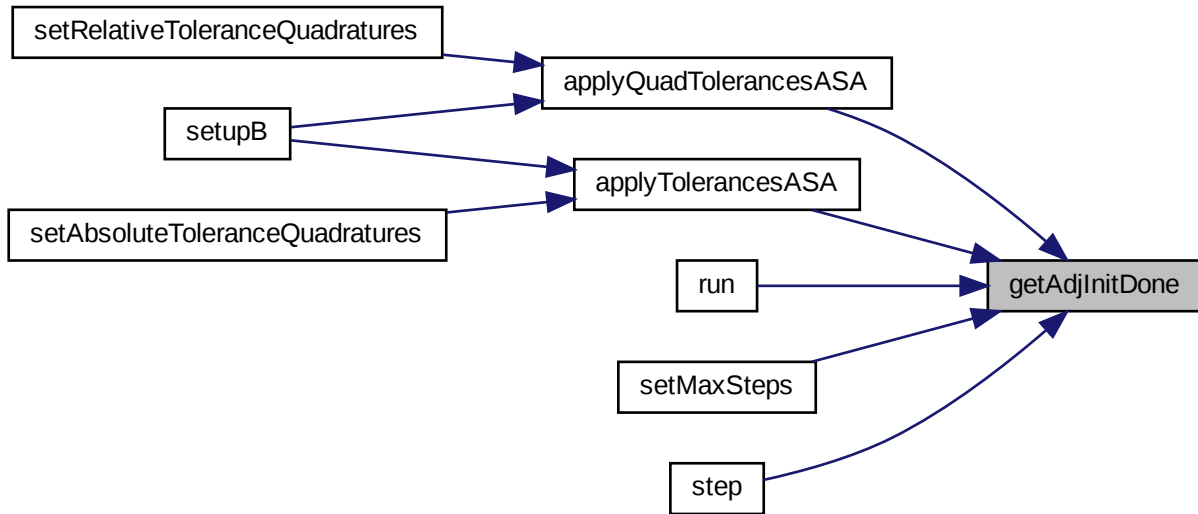 setRelativeToleranceQuadratures
applyQuadTolerancesASA
setupB
applyTolerancesASA
setAbsoluteToleranceQuadratures
run
getAdjInitDone
setMaxSteps
step